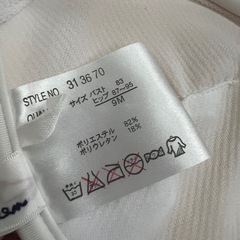 STYLE NO 31 36 70
サイズ バスト 83
ヒップ 87~95
9M
ポリエステル 82%
ポリウレタン 18%